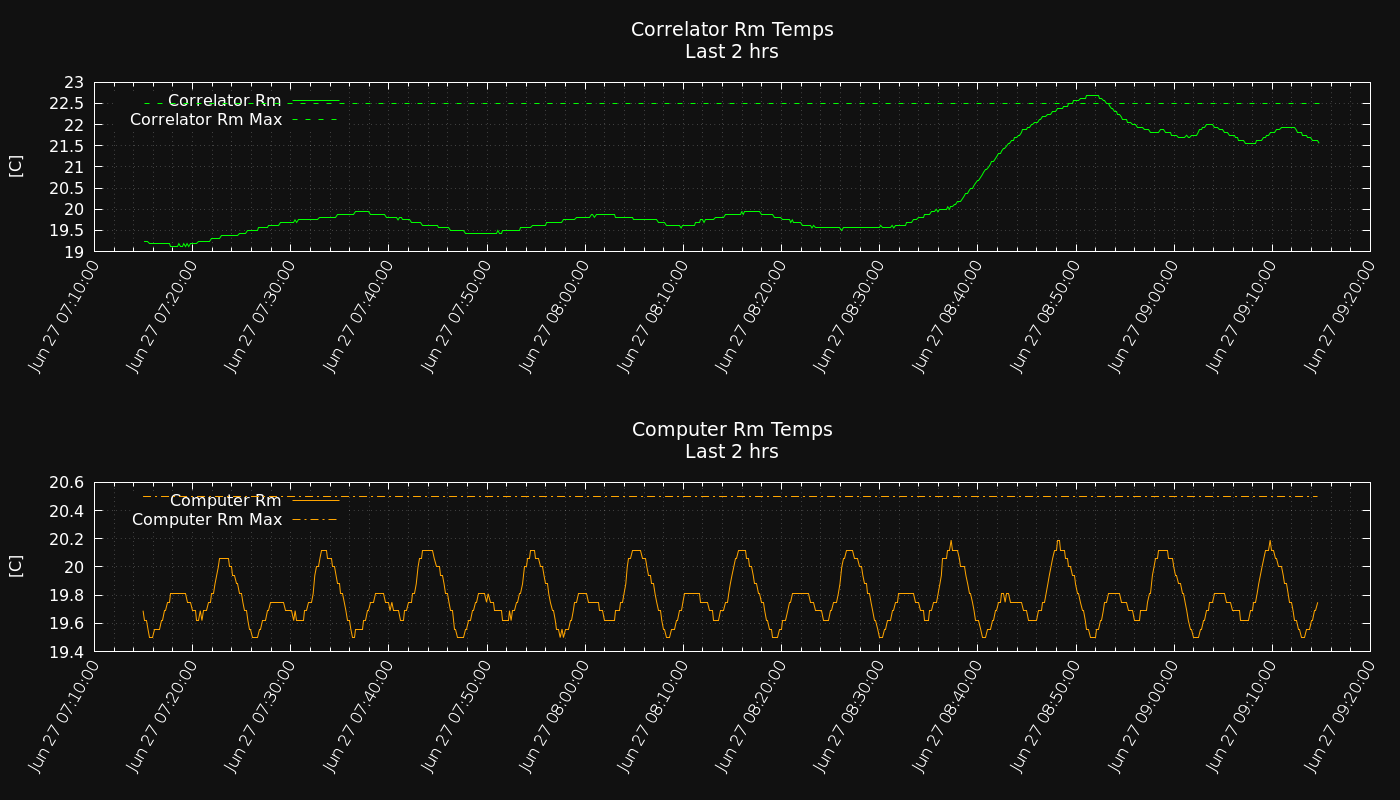 Correlator Rm Temps
Last 2 hrs
23
22.5
22
21.5
21
20.5
20
19.5
19
[C]
Correlator Rm
Correlator Rm Max
Jun 27 07:10:00
Jun 27 07:20:00
Jun 27 07:30:00
Jun 27 07:40:00
Jun 27 07:50:00
Jun 27 08:00:00
Jun 27 08:10:00
Jun 27 08:20:00
Jun 27 08:30:00
Jun 27 08:40:00
Jun 27 08:50:00
Jun 27 09:00:00
Jun 27 09:10:00
Jun 27 09:20:00
Computer Rm Temps
Last 2 hrs
20.6
20.4
20.2
20
19.8
19.6
19.4
[C]
Computer Rm
Computer Rm Max
Jun 27 07:10:00
Jun 27 07:20:00
Jun 27 07:30:00
Jun 27 07:40:00
Jun 27 07:50:00
Jun 27 08:00:00
Jun 27 08:10:00
Jun 27 08:20:00
Jun 27 08:30:00
Jun 27 08:40:00
Jun 27 08:50:00
Jun 27 09:00:00
Jun 27 09:10:00
Jun 27 09:20:00